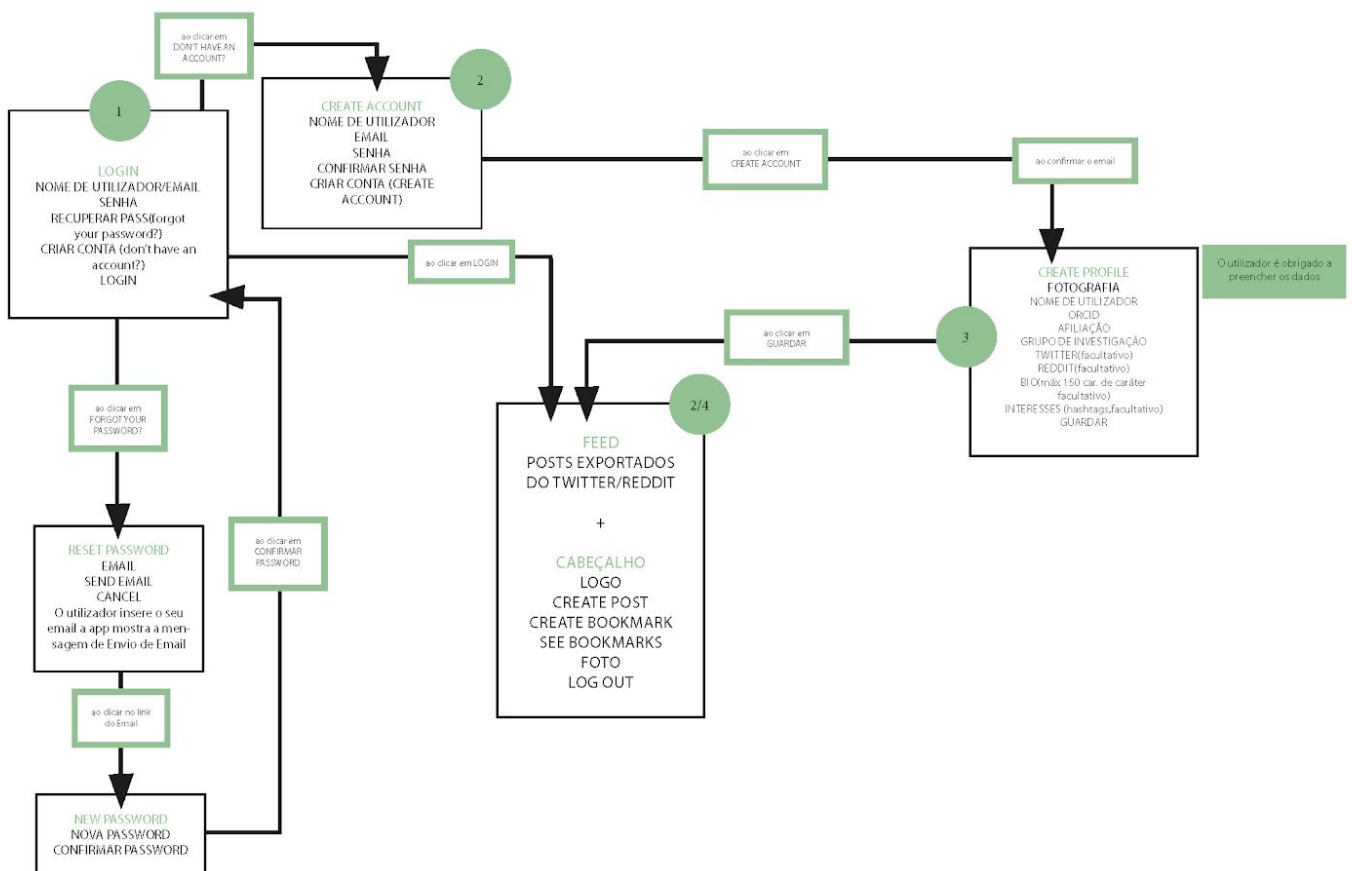 ao clicar em
DON'T HAVE AN
ACCOUNT?
1
LOGIN
NOME DE UTILIZADOR/EMAIL
SENHA
RECUPERAR PASS(forgot
your password?)
CRIAR CONTA (don't have an
account?)
LOGIN
2
CREATE ACCOUNT
NOME DE UTILIZADOR
EMAIL
SENHA
CONFIRMAR SENHA
CRIAR CONTA (CREATE
ACCOUNT)
ao clicar em
CREATE ACCOUNT
ao confirmar o email
CREATE PROFILE
FOTOGRAFIA
NOME DE UTILIZADOR
ORCID
AFILIAÇÃO
GRUPO DE INVESTIGAÇÃO
TWITTER(facultativo)
REDDIT(facultativo)
BIO(máx 150 car. de caráter
facultativo)
INTERESSES (hashtags,facultativo)
GUARDAR
O utilizador é obrigado a
preencher os dados
3
ao clicar em LOGIN
ao clicar em
GUARDAR
2/4
FEED
POSTS EXPORTADOS
DO TWITTER/REDDIT
+
CABEÇALHO
LOGO
CREATE POST
CREATE BOOKMARK
SEE BOOKMARKS
FOTO
LOG OUT
ao clicar em
FORGOT YOUR
PASSWORD?
RESET PASSWORD
EMAIL
SEND EMAIL
CANCEL
O utilizador insere o seu
email a app mostra a men-
sagem de Envio de Email
ao clicar em
CONFIRMAR
PASSWORD
ao clicar no link
do Email
NEW PASSWORD
NOVA PASSWORD
CONFIRMAR PASSWORD